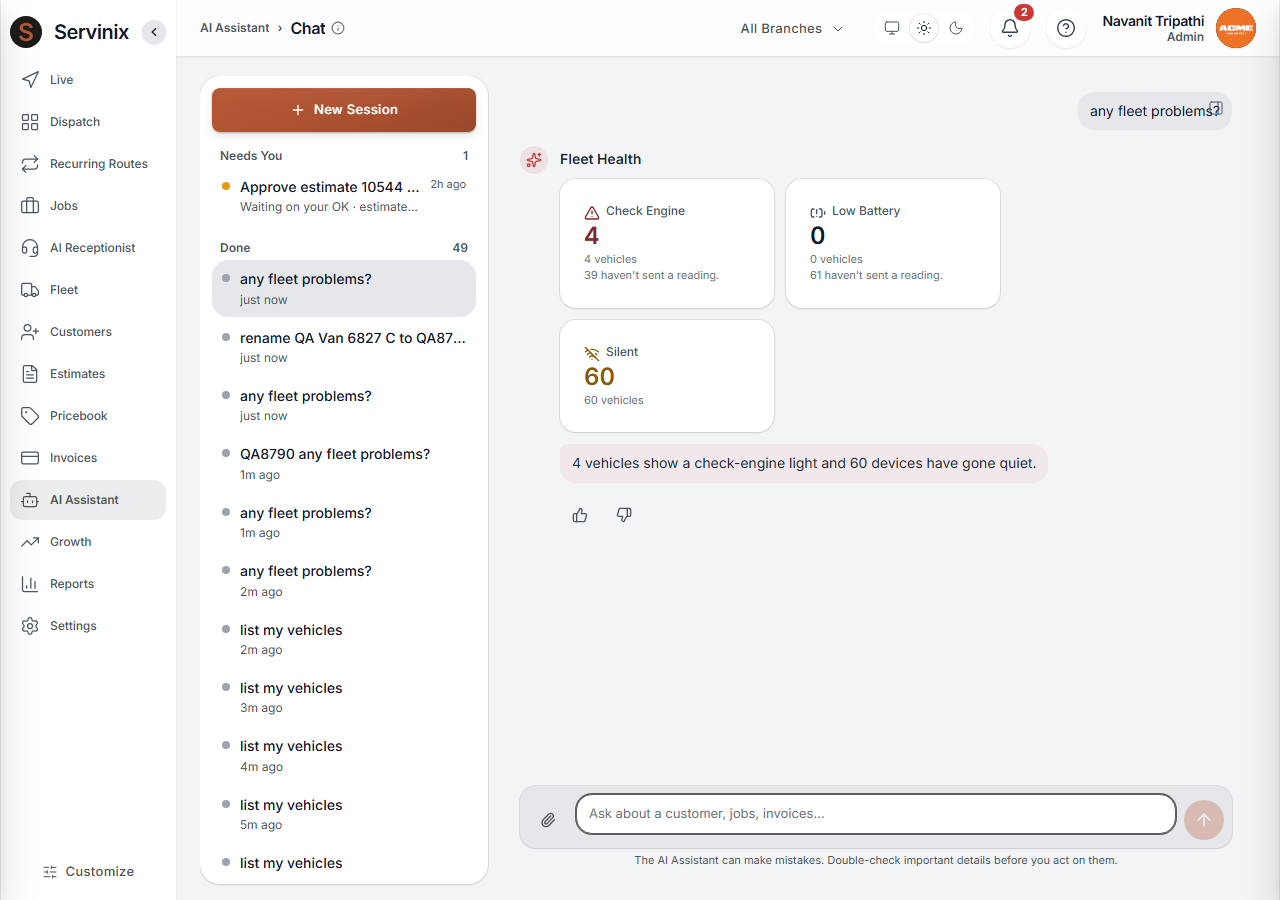 S Servinix
AI Assistant › Chat
All Branches
2
Navanit Tripathi
Admin
ACME
Live
Dispatch
Recurring Routes
Jobs
AI Receptionist
Fleet
Customers
Estimates
Pricebook
Invoices
AI Assistant
Growth
Reports
Settings
Customize
+ New Session
Needs You 1
Approve estimate 10544 ... 2h ago
Waiting on your OK · estimate...
Done 49
any fleet problems?
just now
rename QA Van 6827 C to QA87...
just now
any fleet problems?
just now
QA8790 any fleet problems?
1m ago
any fleet problems?
1m ago
any fleet problems?
2m ago
list my vehicles
2m ago
list my vehicles
3m ago
list my vehicles
4m ago
list my vehicles
5m ago
list my vehicles
any fleet problems?
Fleet Health
Check Engine
4
4 vehicles
39 haven't sent a reading.
Low Battery
0
0 vehicles
61 haven't sent a reading.
Silent
60
60 vehicles
4 vehicles show a check-engine light and 60 devices have gone quiet.
Ask about a customer, jobs, invoices...
The AI Assistant can make mistakes. Double-check important details before you act on them.